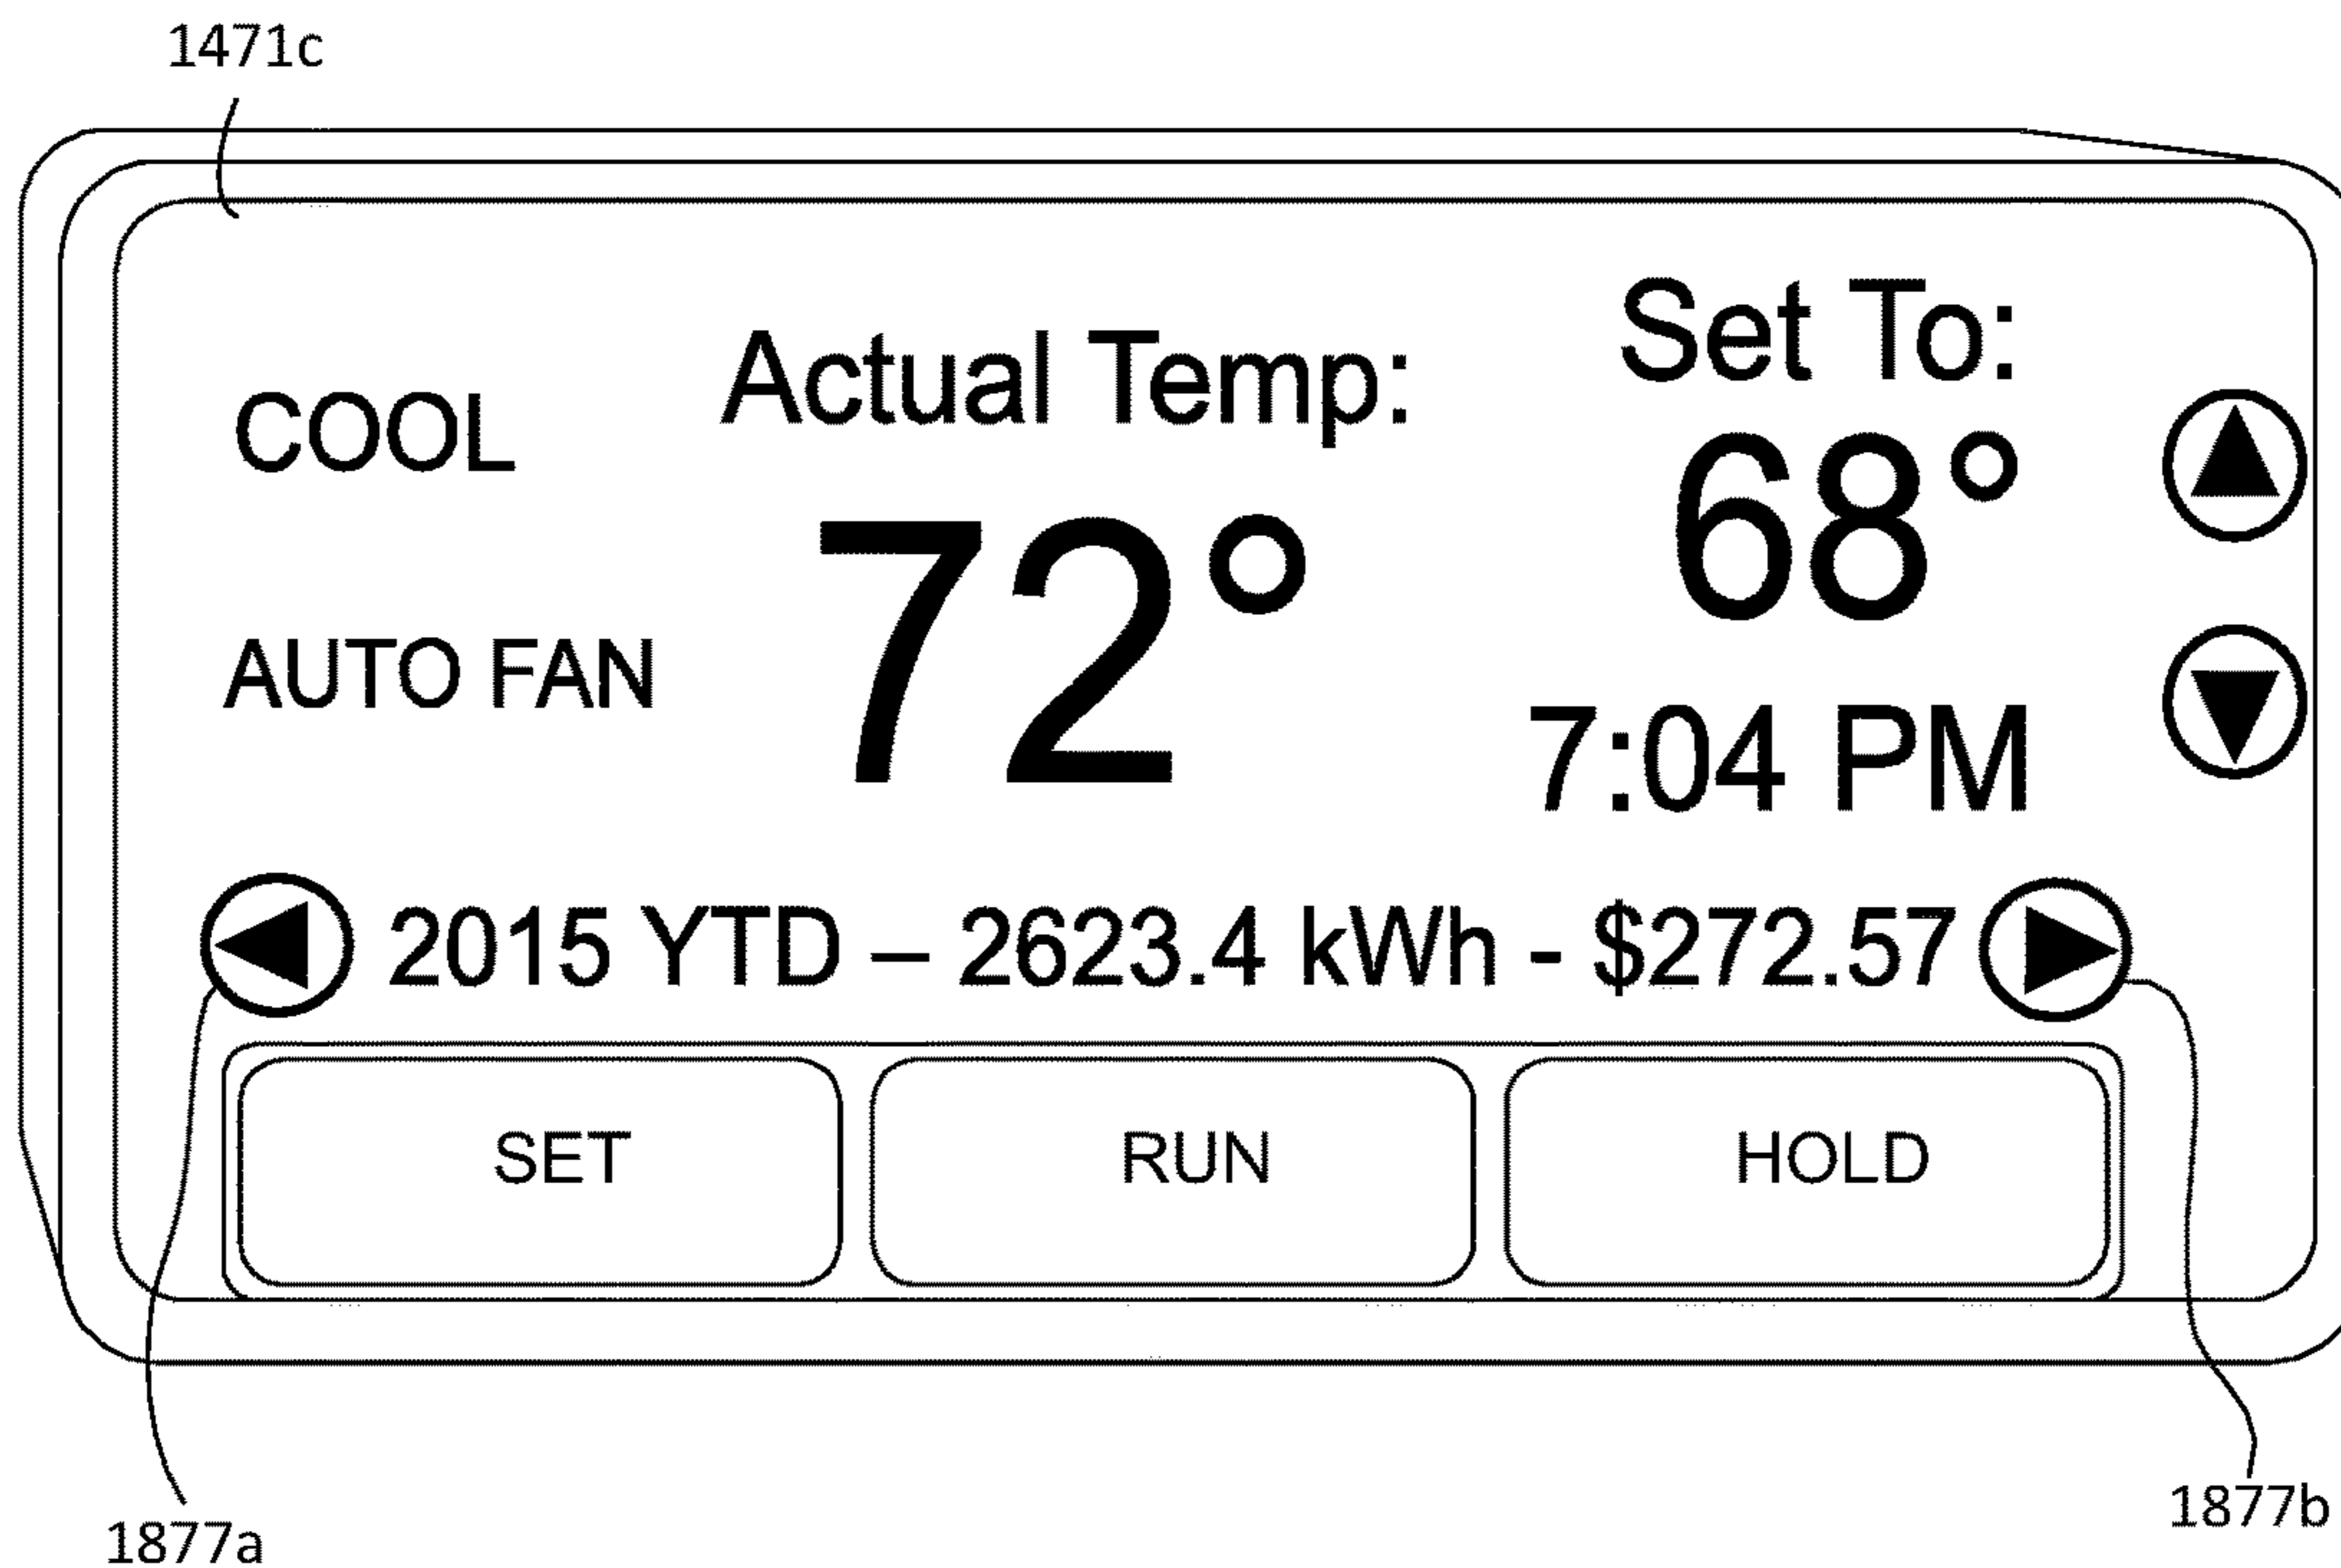 1471c
Set To:
Actual Temp:
COOL
68°
72°
AUTO FAN
7:04 PM
2015 YTD – 2623.4 kWh - $272.57
SET
RUN
HOLD
1877a
1877b